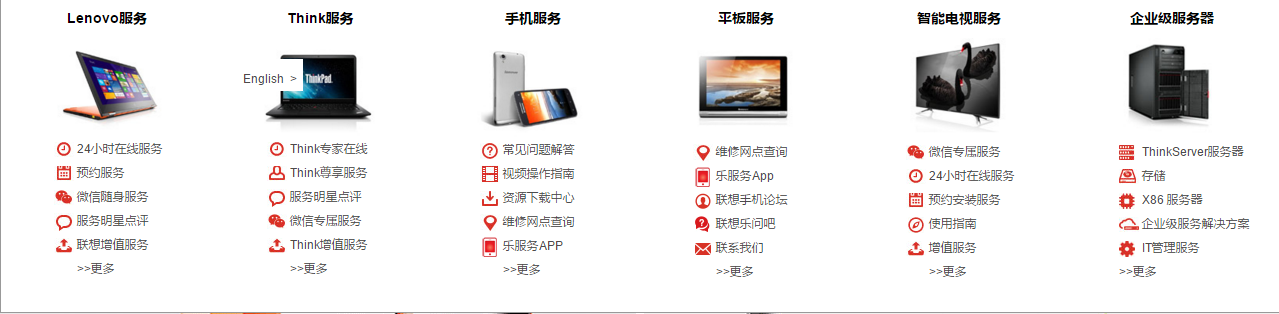 Lenovo服务
Think服务
手机服务
平板服务
智能电视服务
企业级服务器
English >
ThinkPad.
24小时在线服务
预约服务
微信随身服务
服务明星点评
联想增值服务
>>更多
Think专家在线
Think尊享服务
服务明星点评
微信专属服务
Think增值服务
>>更多
常见问题解答
视频操作指南
资源下载中心
维修网点查询
乐服务APP
>>更多
维修网点查询
乐服务App
联想手机论坛
联想乐问吧
联系我们
>>更多
微信专属服务
24小时在线服务
预约安装服务
使用指南
增值服务
>>更多
ThinkServer服务器
存储
X86 服务器
企业级服务解决方案
IT管理服务
>>更多